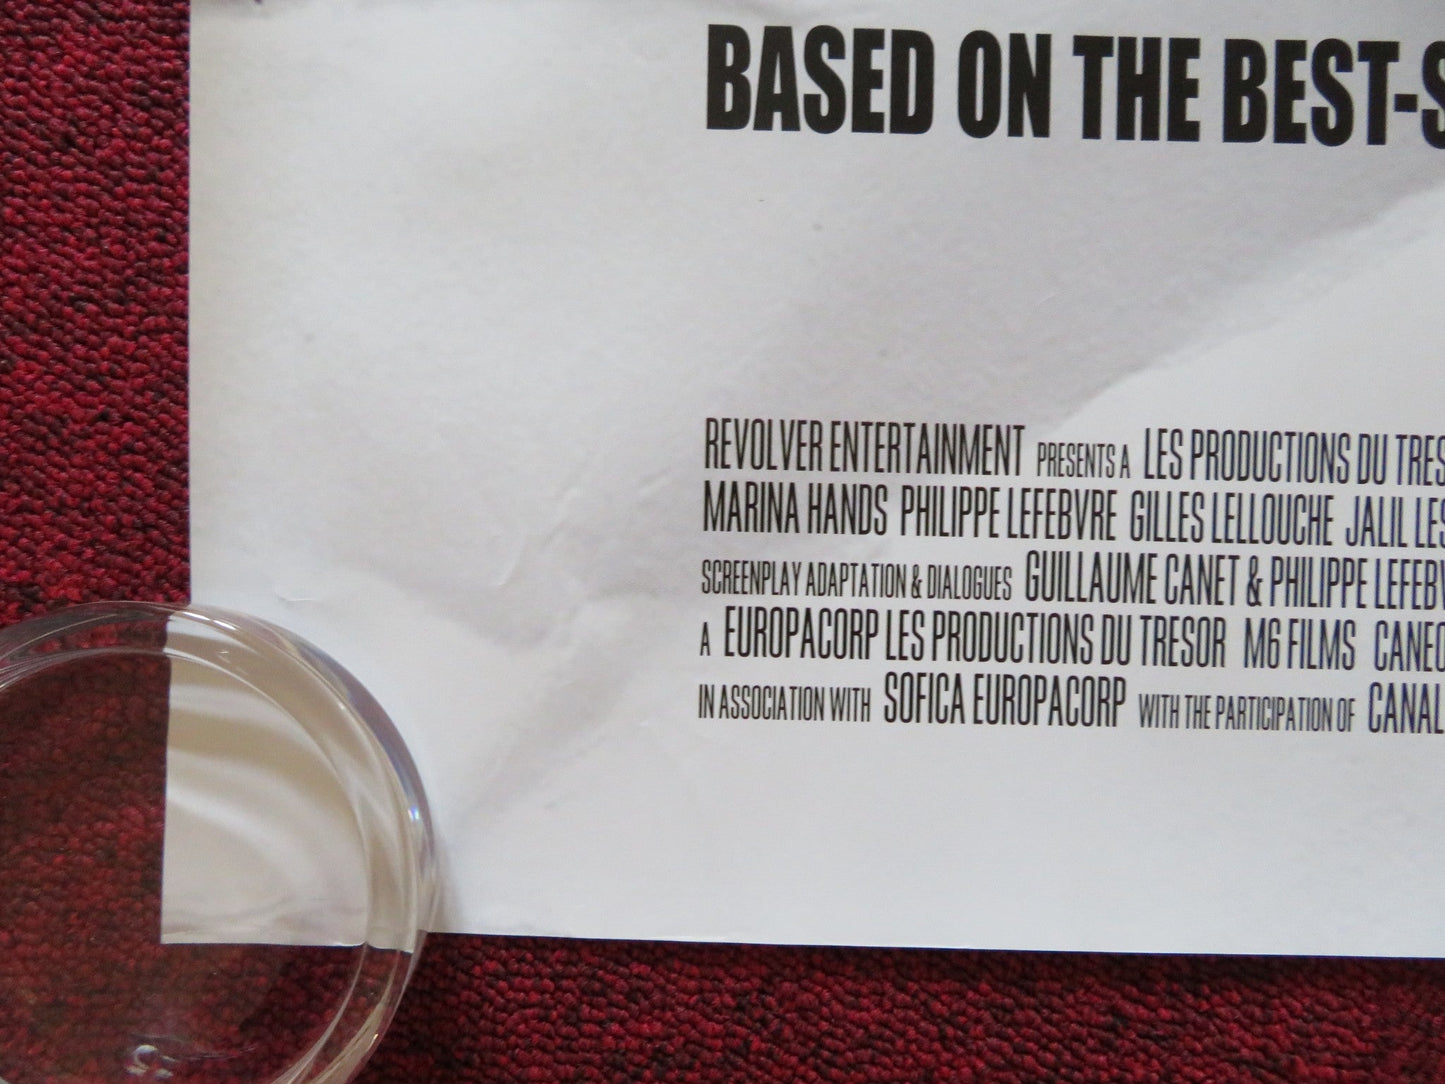 BASED ON THE BEST-S
REVOLVER ENTERTAINMENT PRESENTS A LES PRODUCTIONS DU TRES
MARINA HANDS PHILIPPE LEFEBVRE GILLES LELLOUCHE JALIL LES
SCREENPLAY ADAPTATION & DIALOGUES GUILLAUME CANET & PHILIPPE LEFEBV
A EUROPACORP LES PRODUCTIONS DU TRESOR M6 FILMS CANEO
IN ASSOCIATION WITH SOFICA EUROPACORP WITH THE PARTICIPATION OF CANAL